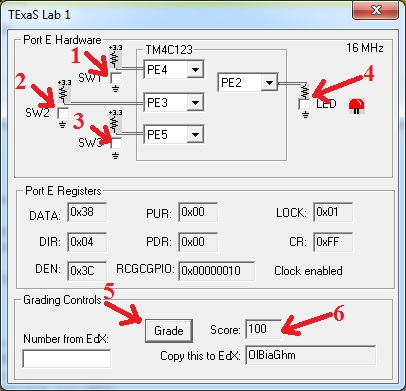 TExaS Lab 1
Port E Hardware
+3.3 TM4C123 16 MHz
1 SW1 PE4 PE2 4
2 +3.3
SW2 PE3 LED
3 +3.3
SW3 PE5
Port E Registers
DATA: 0x38 PUR: 0x00 LOCK: 0x01
DIR: 0x04 PDR: 0x00 CR: 0xFF
DEN: 0x3C RCGCGPIO: 0x00000010 Clock enabled
Grading Controls
5 6
Number from EdX: Grade Score: 100
Copy this to EdX: OIBiaGhm